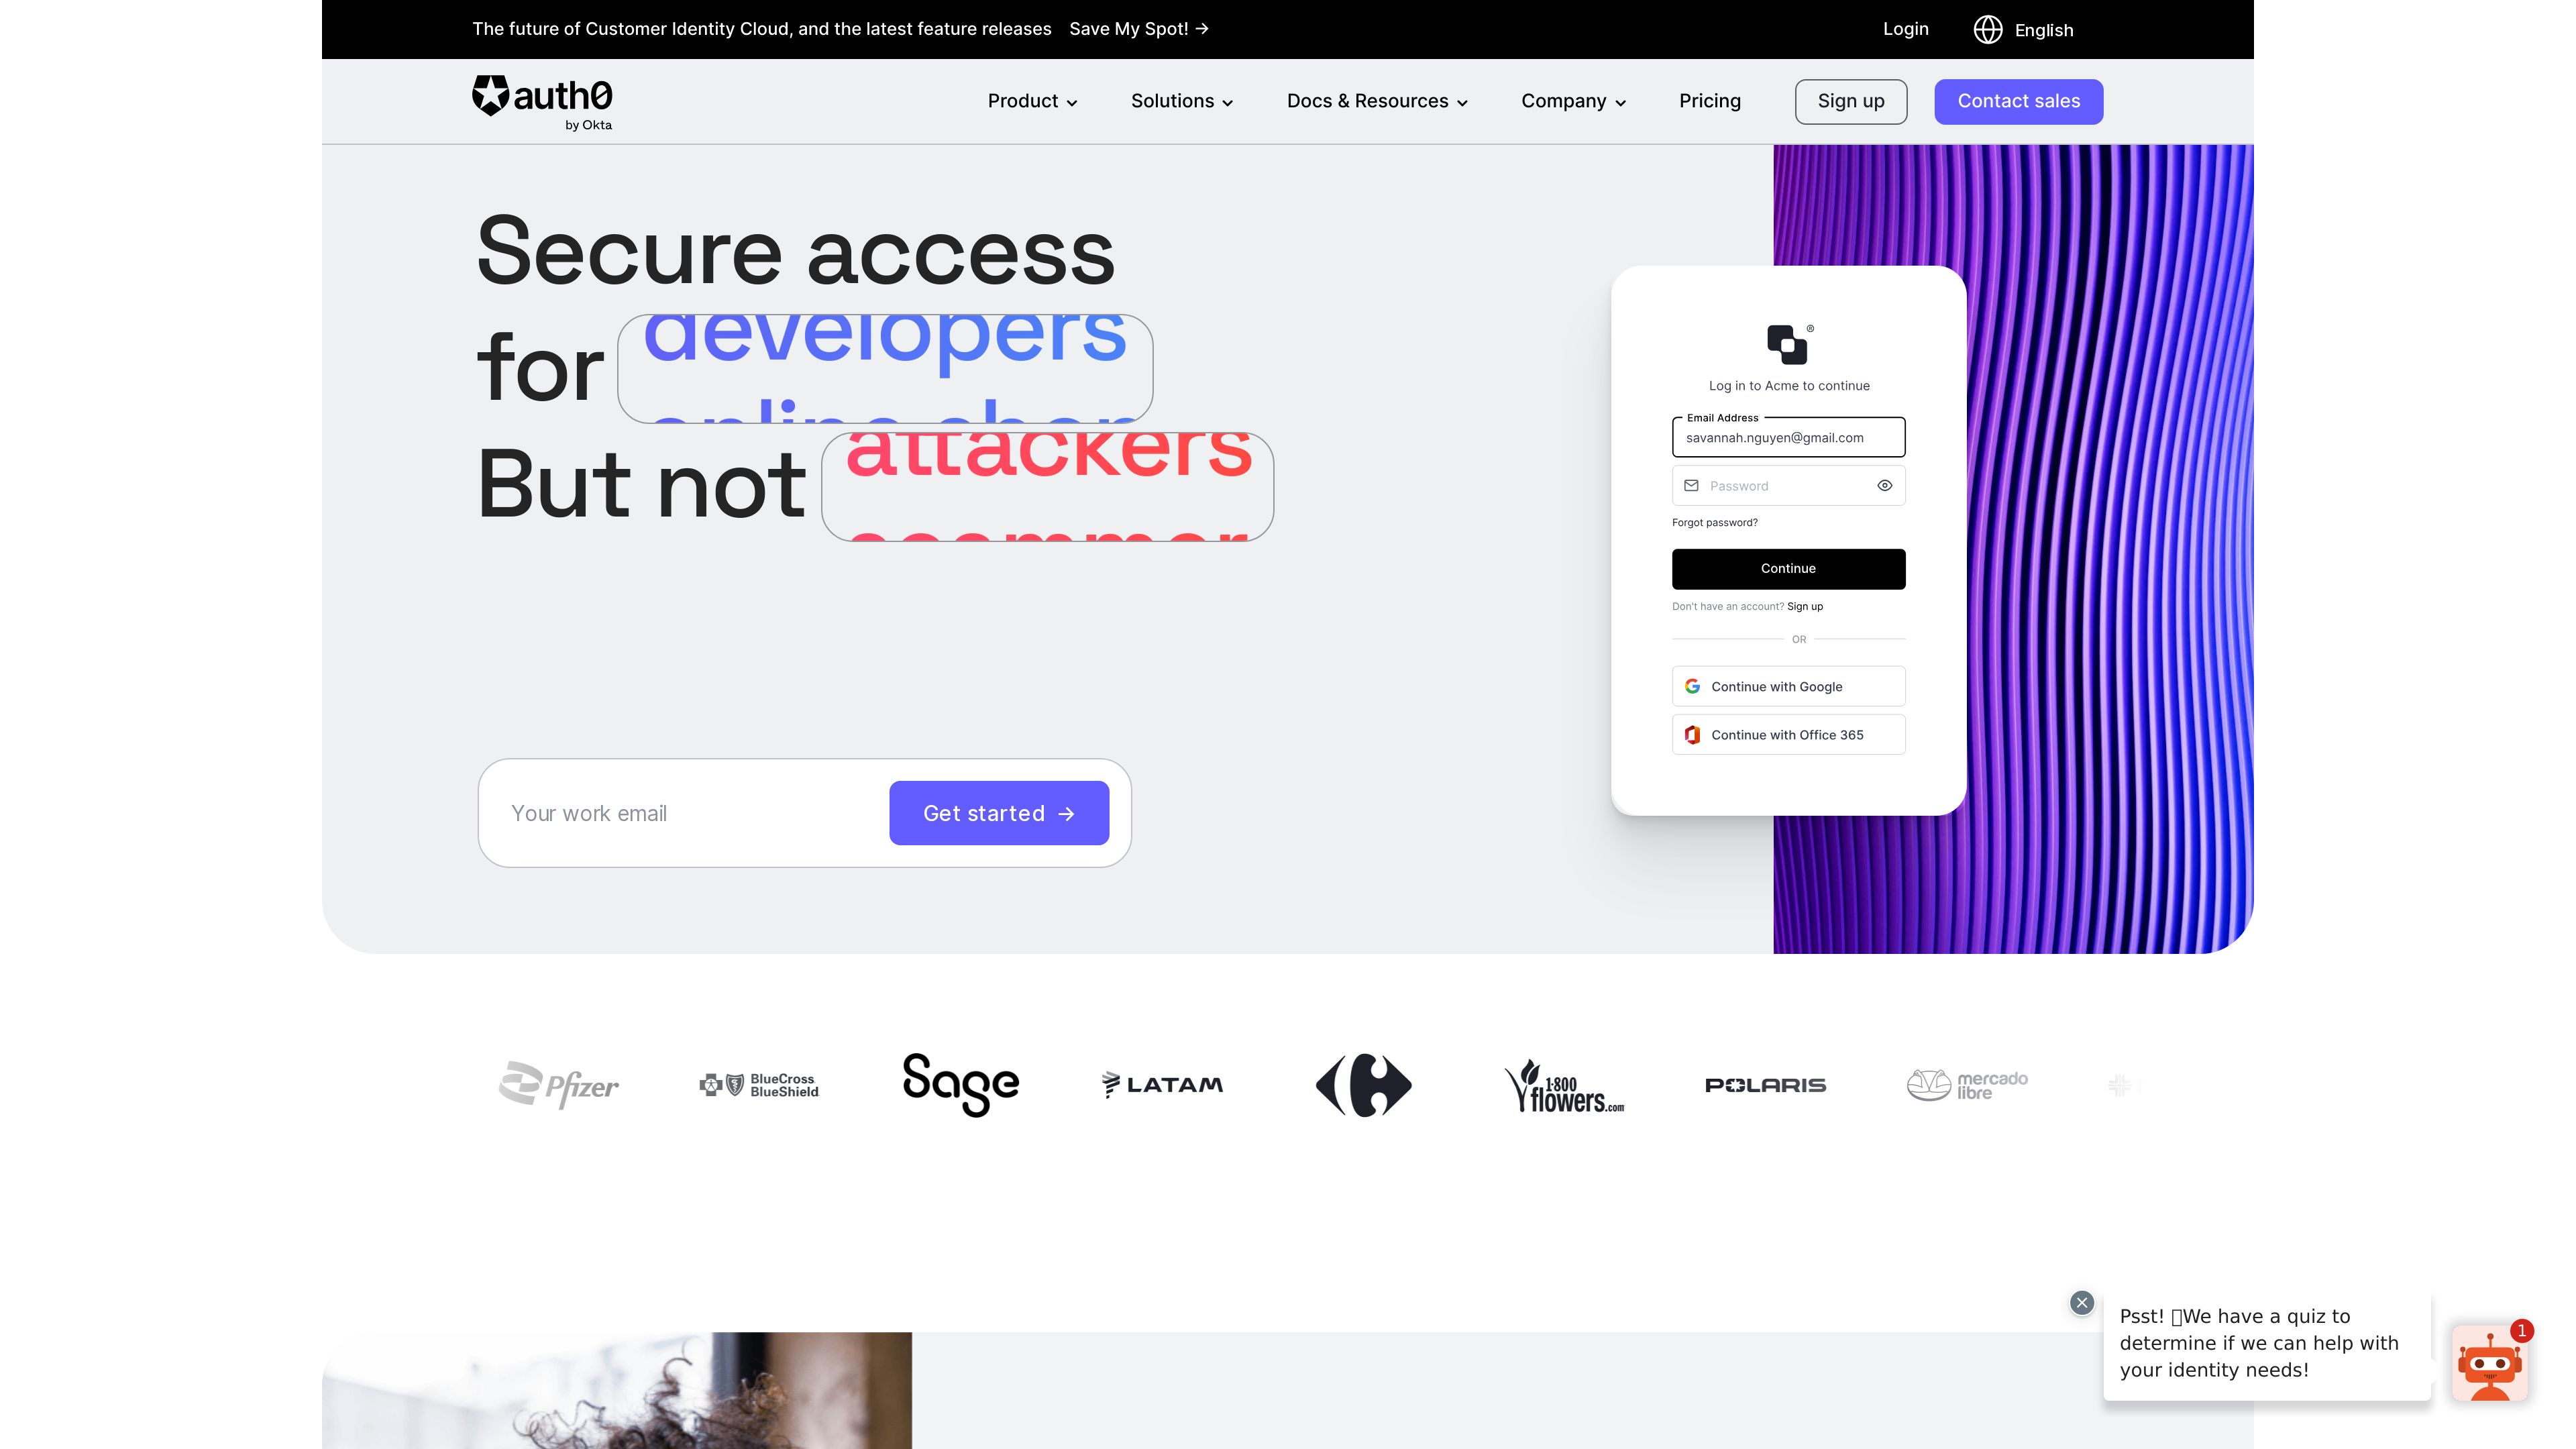 The future of Customer Identity Cloud, and the latest feature releases Save My Spot! →
Login
English
auth0
by Okta
Product
Solutions
Docs & Resources
Company
Pricing
Sign up
Contact sales
Secure access
for developers
But not attackers
Your work email
Get started →
Log in to Acme to continue
Email Address
savannah.nguyen@gmail.com
Password
Forgot password?
Continue
Don't have an account? Sign up
OR
Continue with Google
Continue with Office 365
Pfizer
BlueCross
BlueShield
Sage
LATAM
1·800
flowers.com
POLARIS
mercado
libre
Psst! We have a quiz to
determine if we can help with
your identity needs!
1